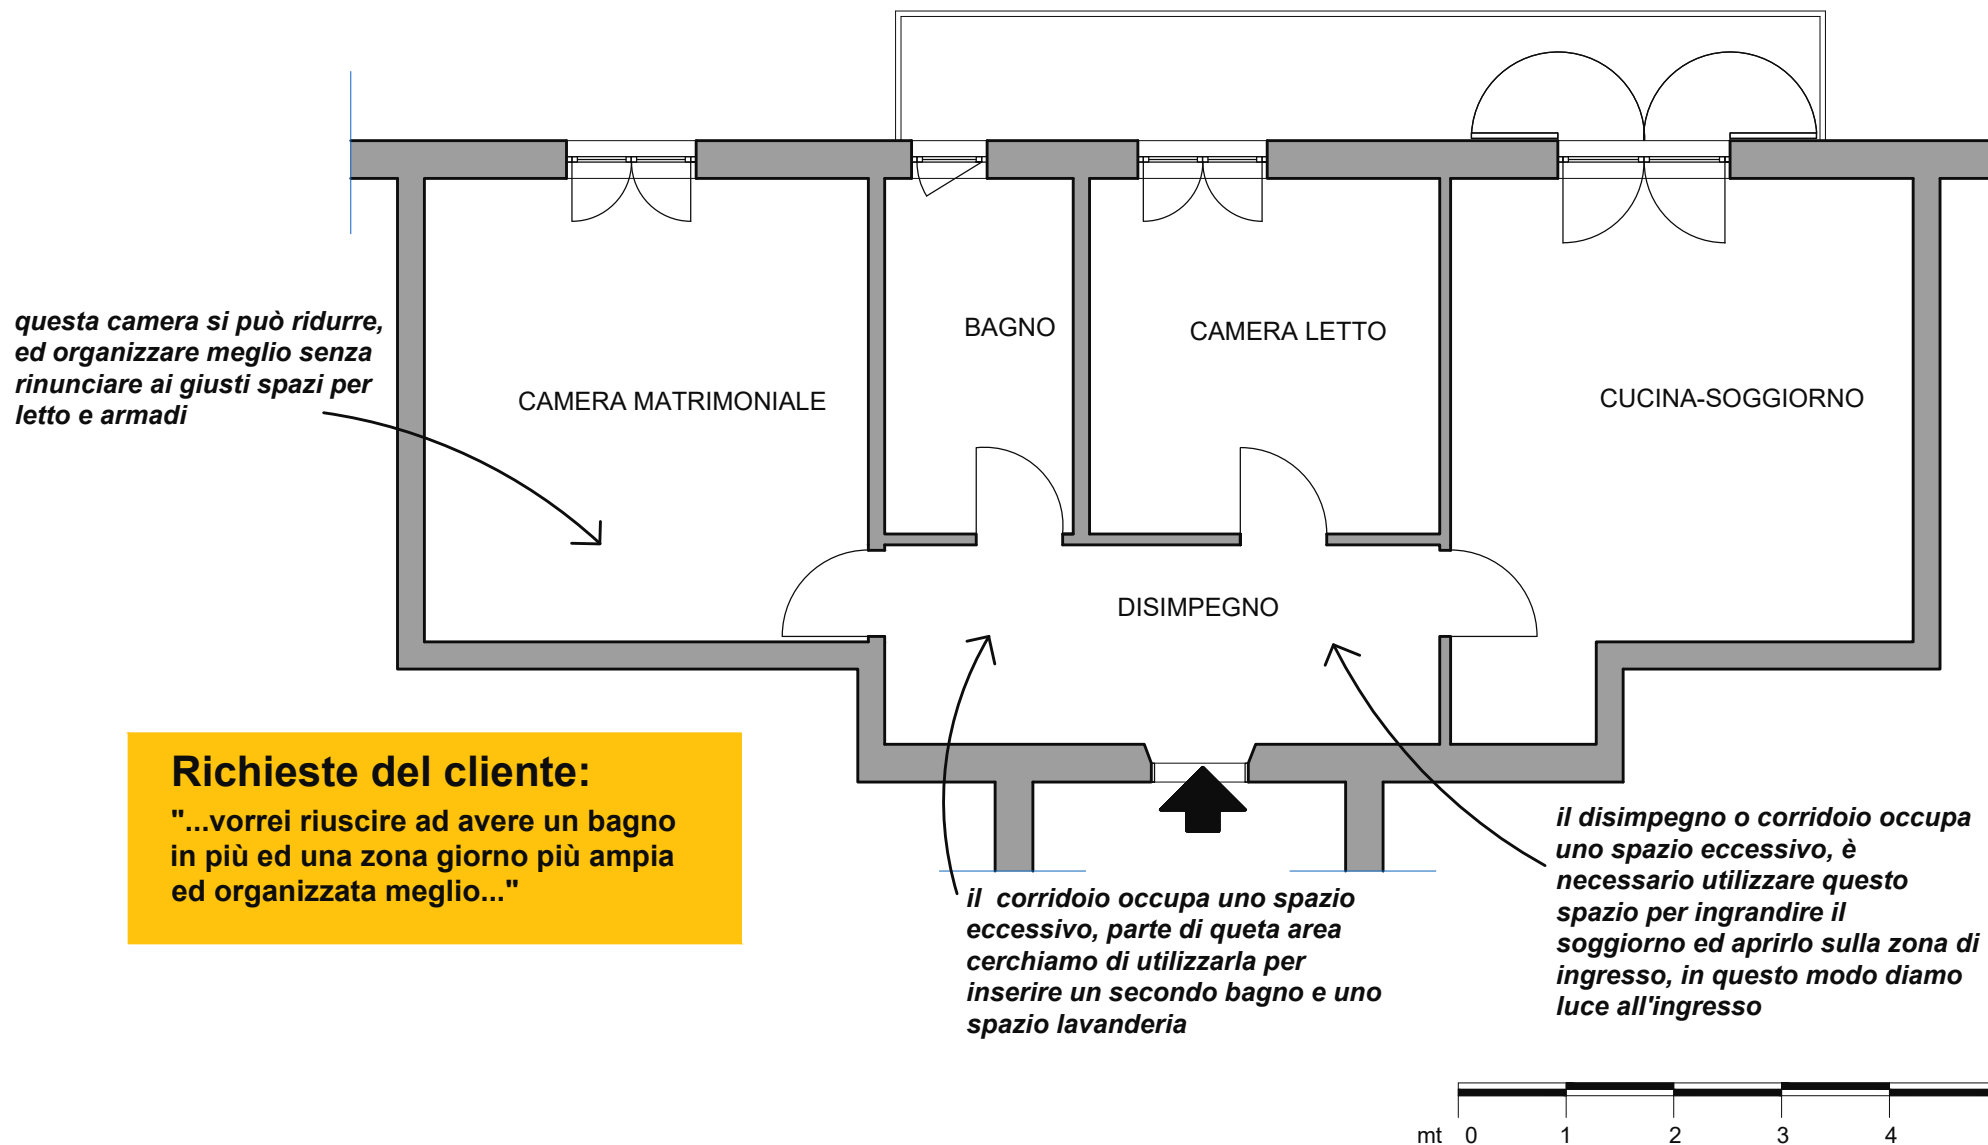 questa camera si può ridurre,
ed organizzare meglio senza
rinunciare ai giusti spazi per
letto e armadi
BAGNO
CAMERA LETTO
CAMERA MATRIMONIALE
CUCINA-SOGGIORNO
DISIMPEGNO
Richieste del cliente:
"...vorrei riuscire ad avere un bagno
in più ed una zona giorno più ampia
ed organizzata meglio..."
il corridoio occupa uno spazio
eccessivo, parte di queta area
cerchiamo di utilizzarla per
inserire un secondo bagno e uno
spazio lavanderia
il disimpegno o corridoio occupa
uno spazio eccessivo, è
necessario utilizzare questo
spazio per ingrandire il
soggiorno ed aprirlo sulla zona di
ingresso, in questo modo diamo
luce all'ingresso
mt 0 1 2 3 4